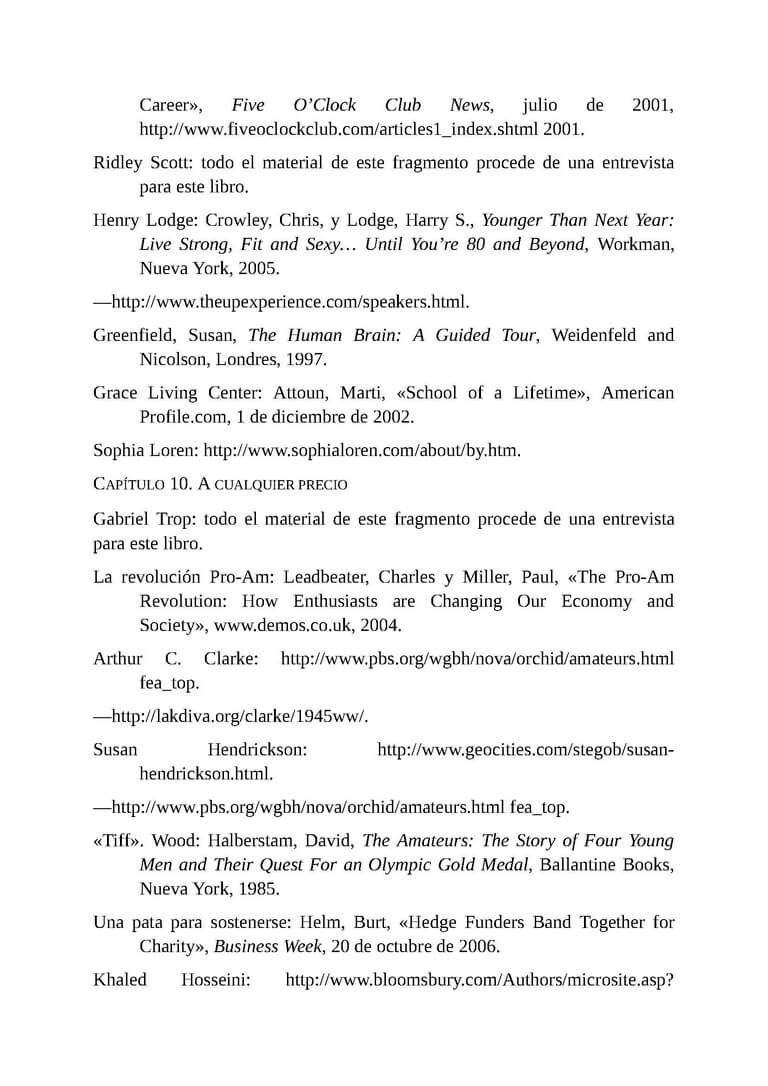 Career», Five O’Clock Club News, julio de 2001,
http://www.fiveoclockclub.com/articles1_index.shtml 2001.
Ridley Scott: todo el material de este fragmento procede de una entrevista
para este libro.
Henry Lodge: Crowley, Chris, y Lodge, Harry S., Younger Than Next Year:
Live Strong, Fit and Sexy… Until You’re 80 and Beyond, Workman,
Nueva York, 2005.
—http://www.theupexperience.com/speakers.html.
Greenfield, Susan, The Human Brain: A Guided Tour, Weidenfeld and
Nicolson, Londres, 1997.
Grace Living Center: Attoun, Marti, «School of a Lifetime», American
Profile.com, 1 de diciembre de 2002.
Sophia Loren: http://www.sophialoren.com/about/by.htm.
CAPÍTULO 10. A CUALQUIER PRECIO
Gabriel Trop: todo el material de este fragmento procede de una entrevista
para este libro.
La revolución Pro-Am: Leadbeater, Charles y Miller, Paul, «The Pro-Am
Revolution: How Enthusiasts are Changing Our Economy and
Society», www.demos.co.uk, 2004.
Arthur C. Clarke: http://www.pbs.org/wgbh/nova/orchid/amateurs.html
fea_top.
—http://lakdiva.org/clarke/1945ww/.
Susan Hendrickson: http://www.geocities.com/stegob/susan-
hendrickson.html.
—http://www.pbs.org/wgbh/nova/orchid/amateurs.html fea_top.
«Tiff». Wood: Halberstam, David, The Amateurs: The Story of Four Young
Men and Their Quest For an Olympic Gold Medal, Ballantine Books,
Nueva York, 1985.
Una pata para sostenerse: Helm, Burt, «Hedge Funders Band Together for
Charity», Business Week, 20 de octubre de 2006.
Khaled Hosseini: http://www.bloomsbury.com/Authors/microsite.asp?